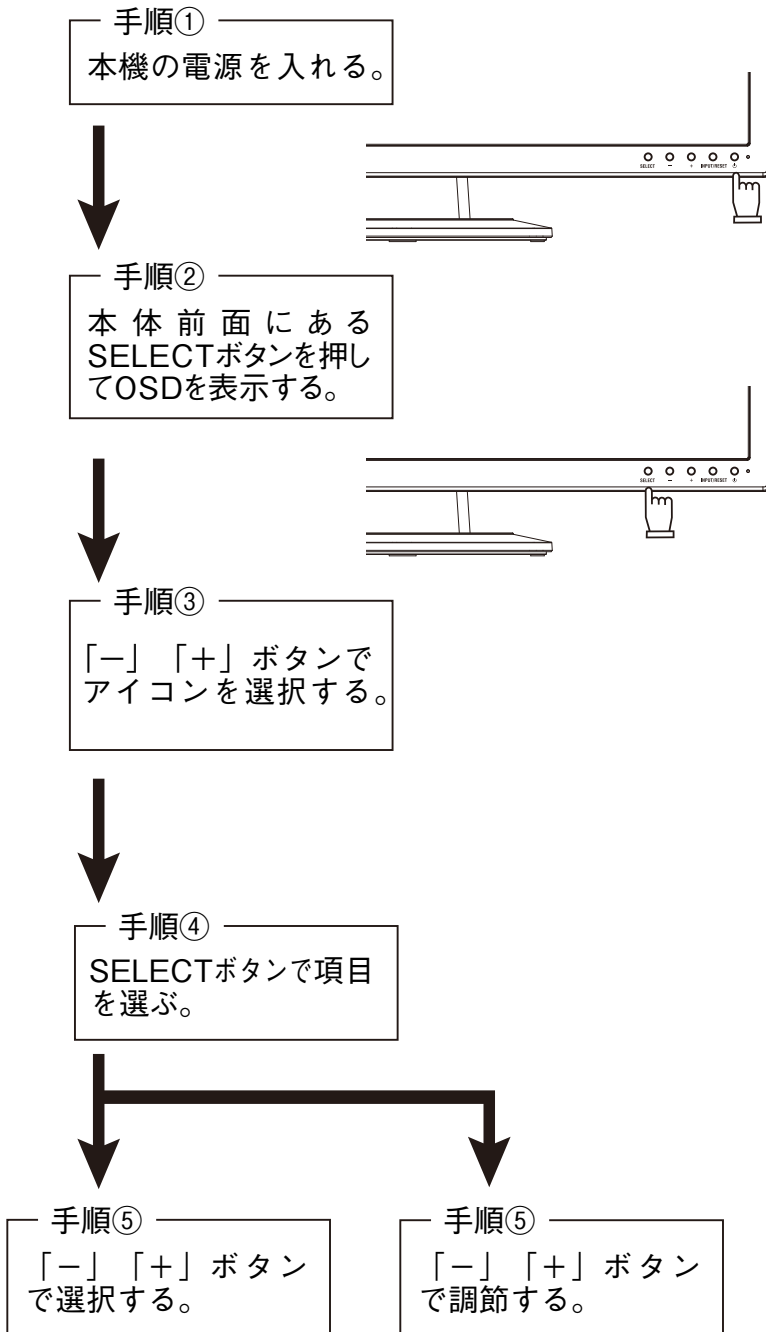 手順①
本機の電源を入れる。
SELECT − + INPUT/RESET
手順②
本体前面にある
SELECTボタンを押し
てOSDを表示する。
SELECT − + INPUT/RESET
手順③
「−」「+」ボタンで
アイコンを選択する。
手順④
SELECTボタンで項目
を選ぶ。
手順⑤
「−」「+」ボタン
で選択する。
手順⑤
「−」「+」ボタン
で調節する。